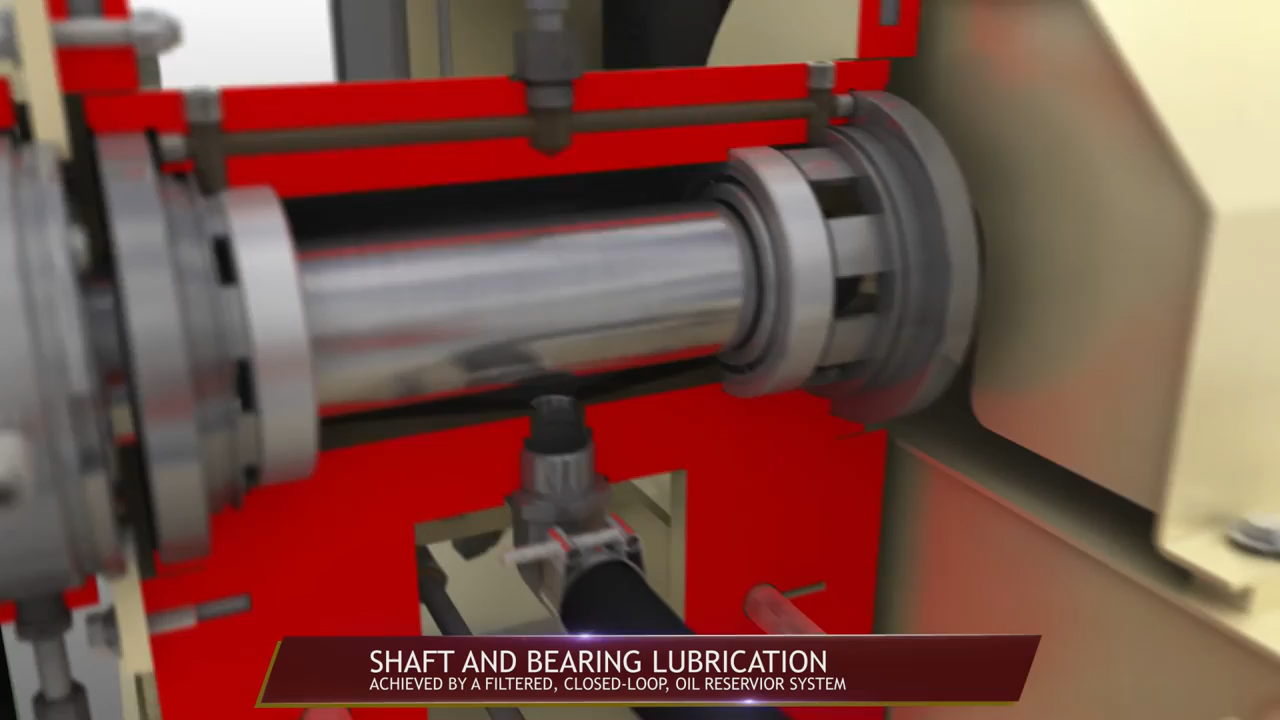 SHAFT AND BEARING LUBRICATION
ACHIEVED BY A FILTERED, CLOSED-LOOP, OIL RESERVIOR SYSTEM